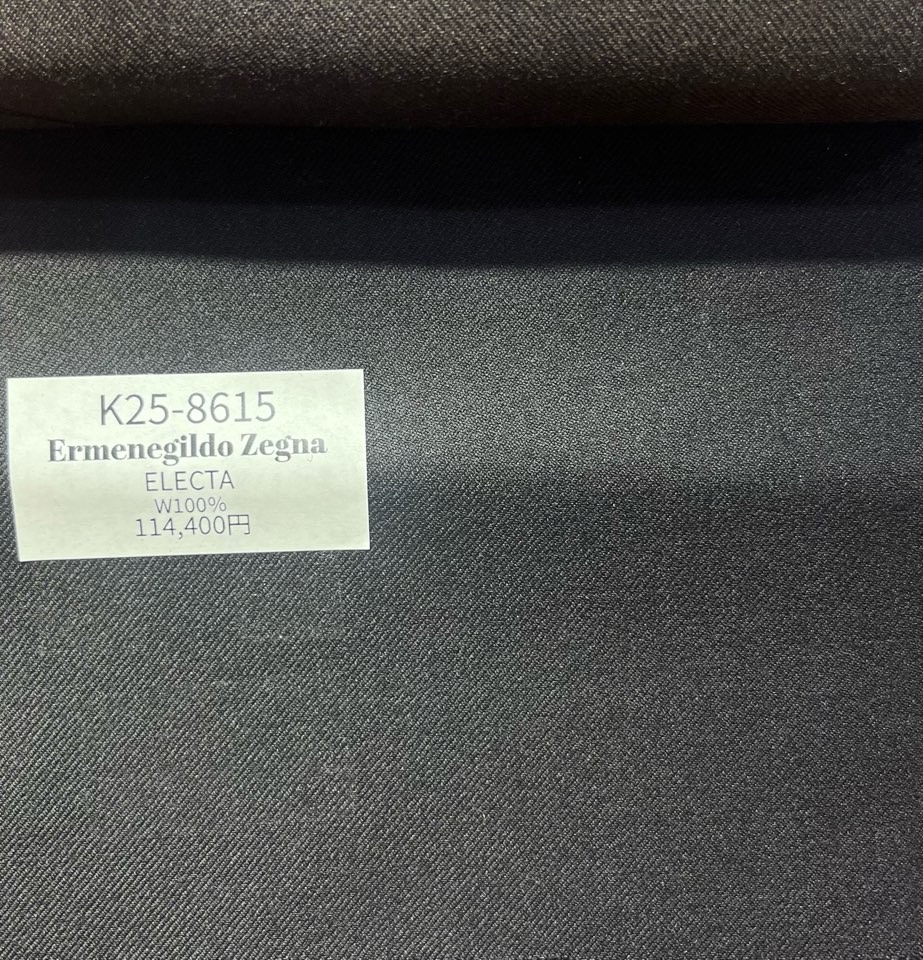 K25-8615
Ermenegildo Zegna
ELECTA
W100%
114,400円